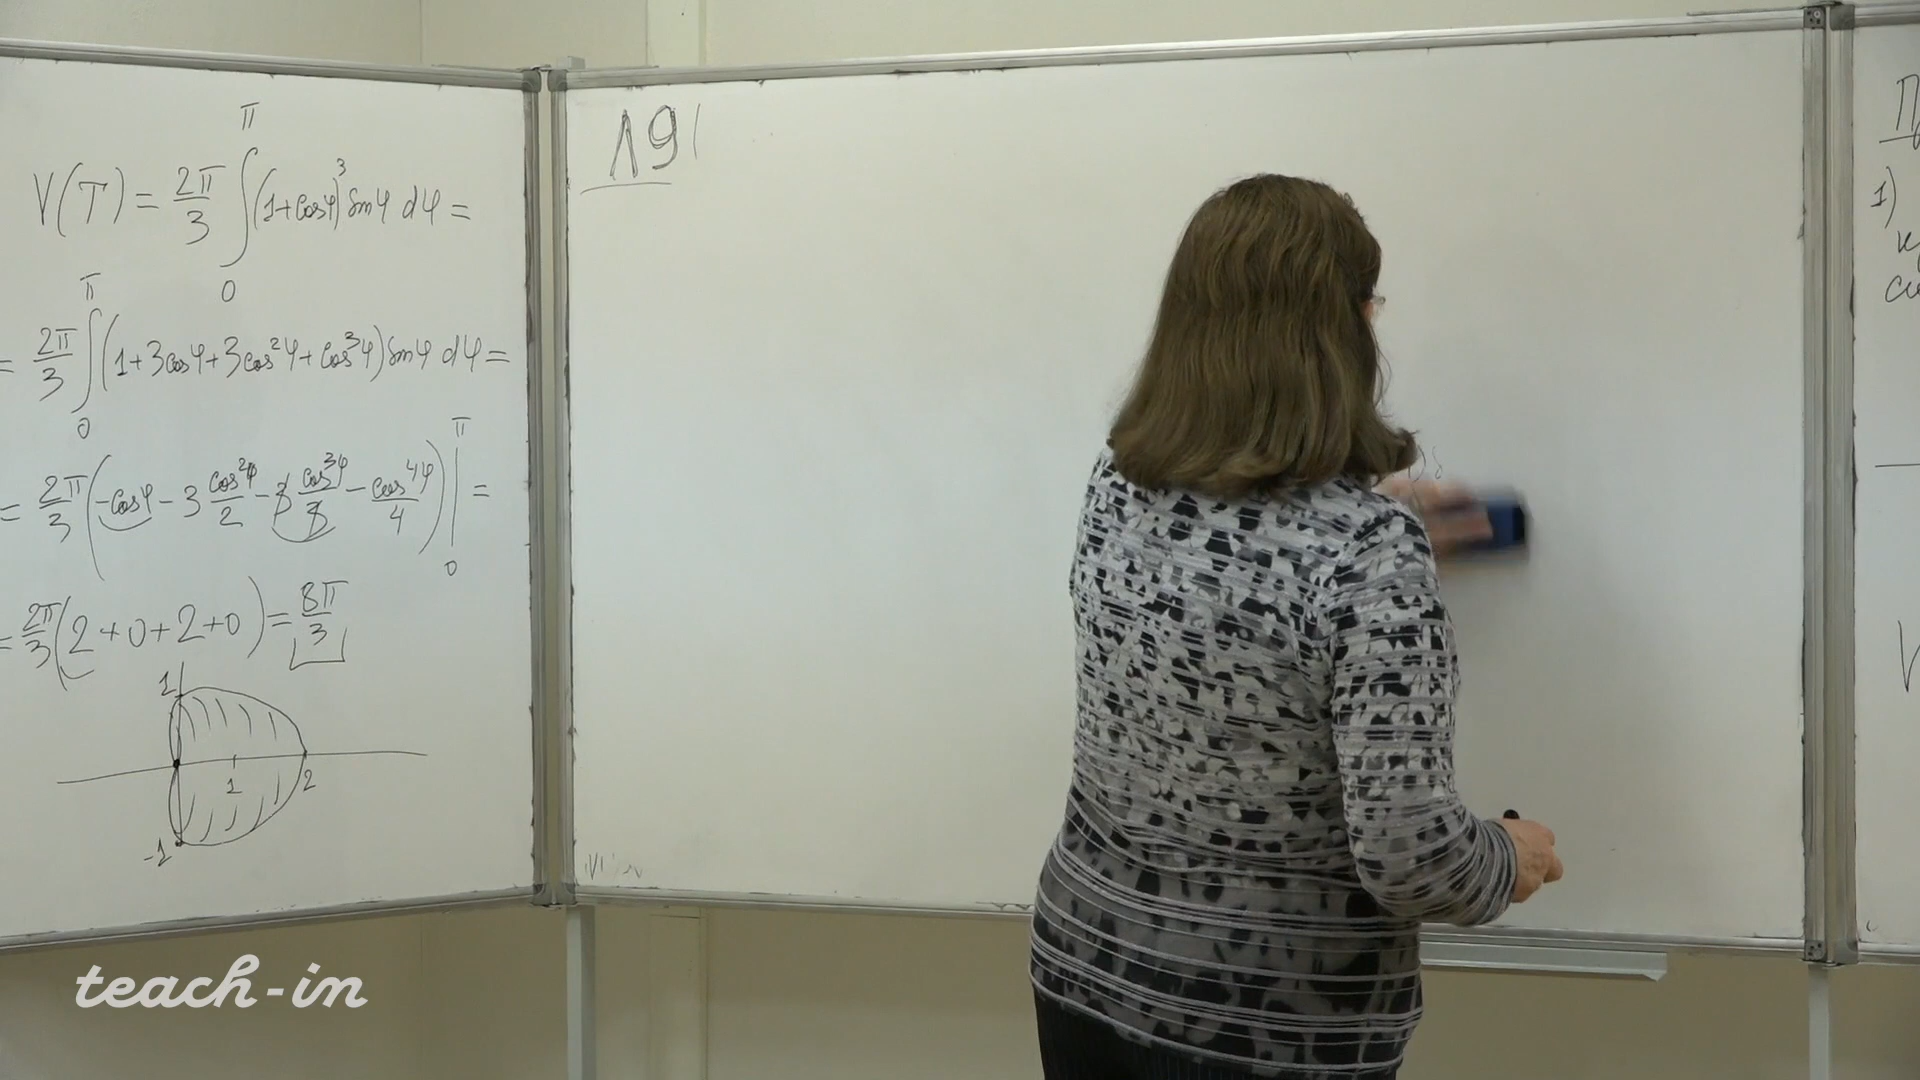 V(T) = 2π/3 ∫₀^π (1+cosφ)³ sinφ dφ =
= 2π/3 ∫₀^π (1+3cosφ+3cos²φ+cos³φ) sinφ dφ =
= 2π/3 (-cosφ - 3 cos²φ/2 - 3 cos³φ/3 - cos⁴φ/4) |₀^π =
= 2π/3 (2+0+2+0) = 8π/3
1
1
2
-1
Л9
1)
teach-in